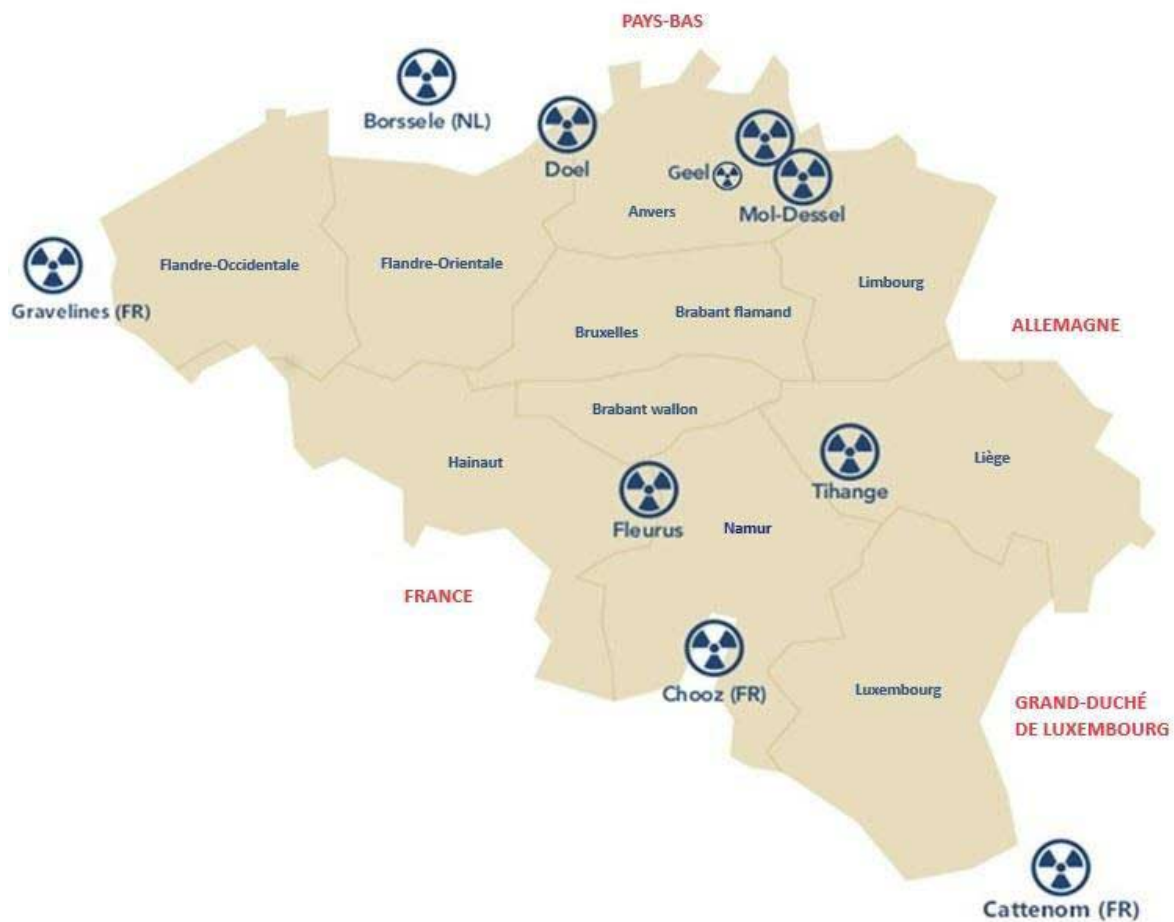 PAYS-BAS
Borssele (NL)
Doel
Geel
Mol-Dessel
Anvers
Flandre-Occidentale
Flandre-Orientale
Limbourg
Gravelines (FR)
Brabant flamand
Bruxelles
ALLEMAGNE
Brabant wallon
Hainaut
Liège
Tihange
Fleurus
Namur
FRANCE
Chooz (FR)
Luxembourg
GRAND-DUCHÉ
DE LUXEMBOURG
Cattenom (FR)